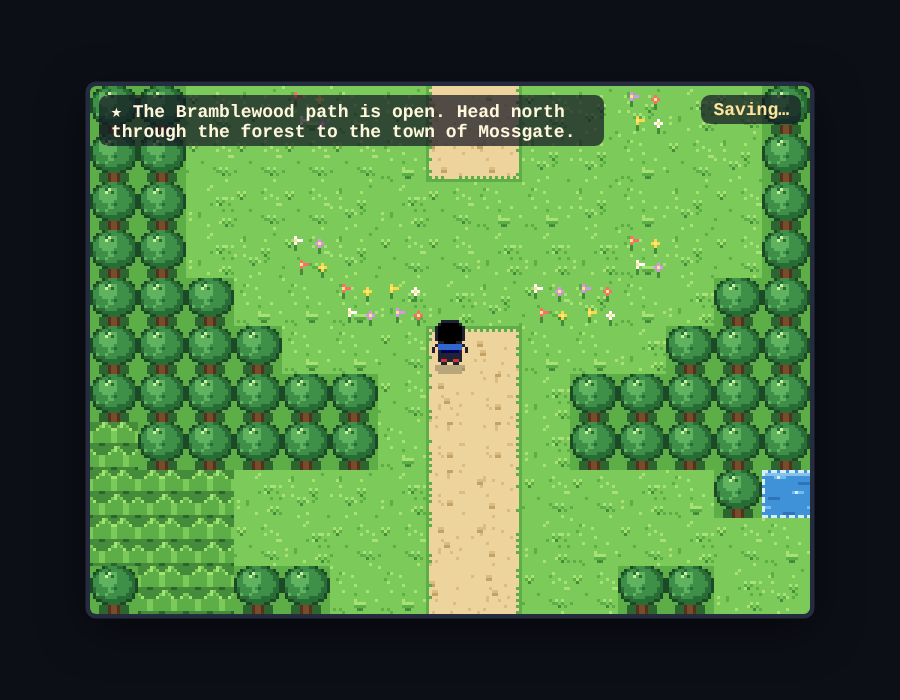 ★ The Bramblewood path is open. Head north
through the forest to the town of Mossgate.
Saving…